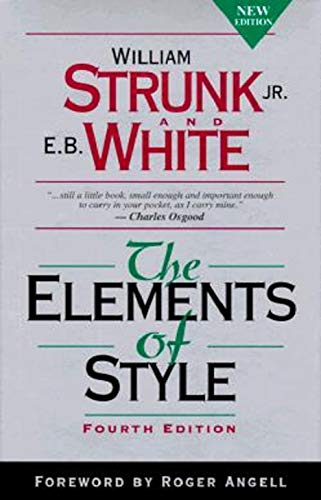 NEW
EDITION
WILLIAM
STRUNK JR.
AND
E.B. WHITE
"...still a little book, small enough and important enough
to carry in your pocket, as I carry mine."
— Charles Osgood
The
ELEMENTS
of
STYLE
FOURTH EDITION
FOREWORD BY ROGER ANGELL